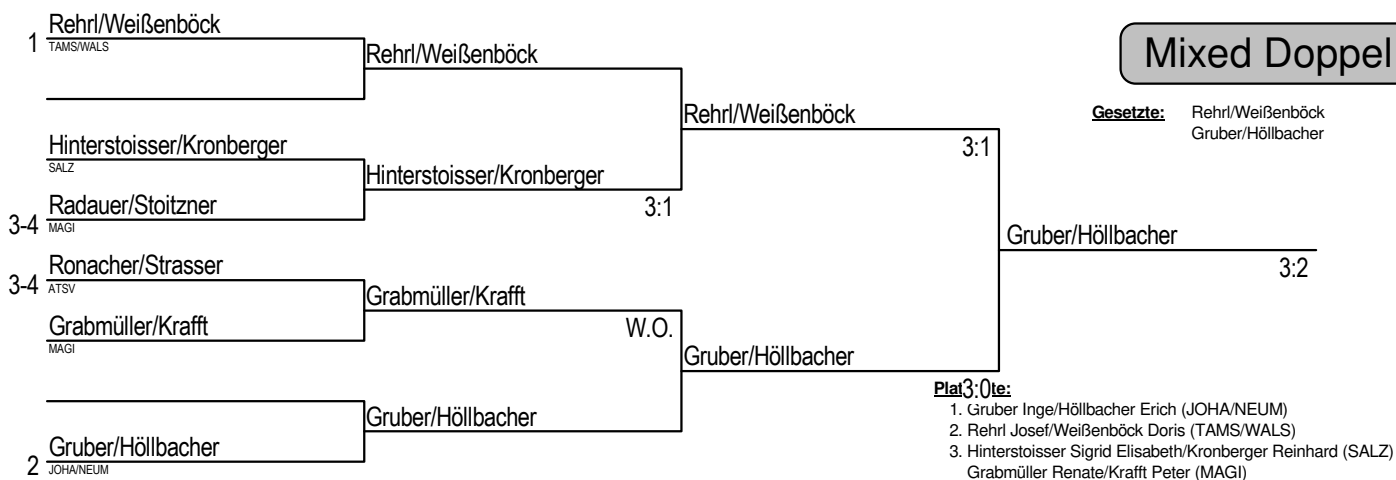 Mixed Doppel
Gesetzte: Rehrl/Weißenböck
Gruber/Höllbacher
1 Rehrl/Weißenböck
TAMS/WALS
Hinterstoisser/Kronberger
SALZ
3-4 Radauer/Stoitzner
MAGI
3-4 Ronacher/Strasser
ATSV
Grabmüller/Krafft
MAGI
2 Gruber/Höllbacher
JOHA/NEUM
Rehrl/Weißenböck
Hinterstoisser/Kronberger
3:1
Grabmüller/Krafft
W.O.
Gruber/Höllbacher
Rehrl/Weißenböck
3:1
Gruber/Höllbacher
3:0
Gruber/Höllbacher
3:2
1. Gruber Inge/Höllbacher Erich (JOHA/NEUM)
2. Rehrl Josef/Weißenböck Doris (TAMS/WALS)
3. Hinterstoisser Sigrid Elisabeth/Kronberger Reinhard (SALZ)
Grabmüller Renate/Krafft Peter (MAGI)